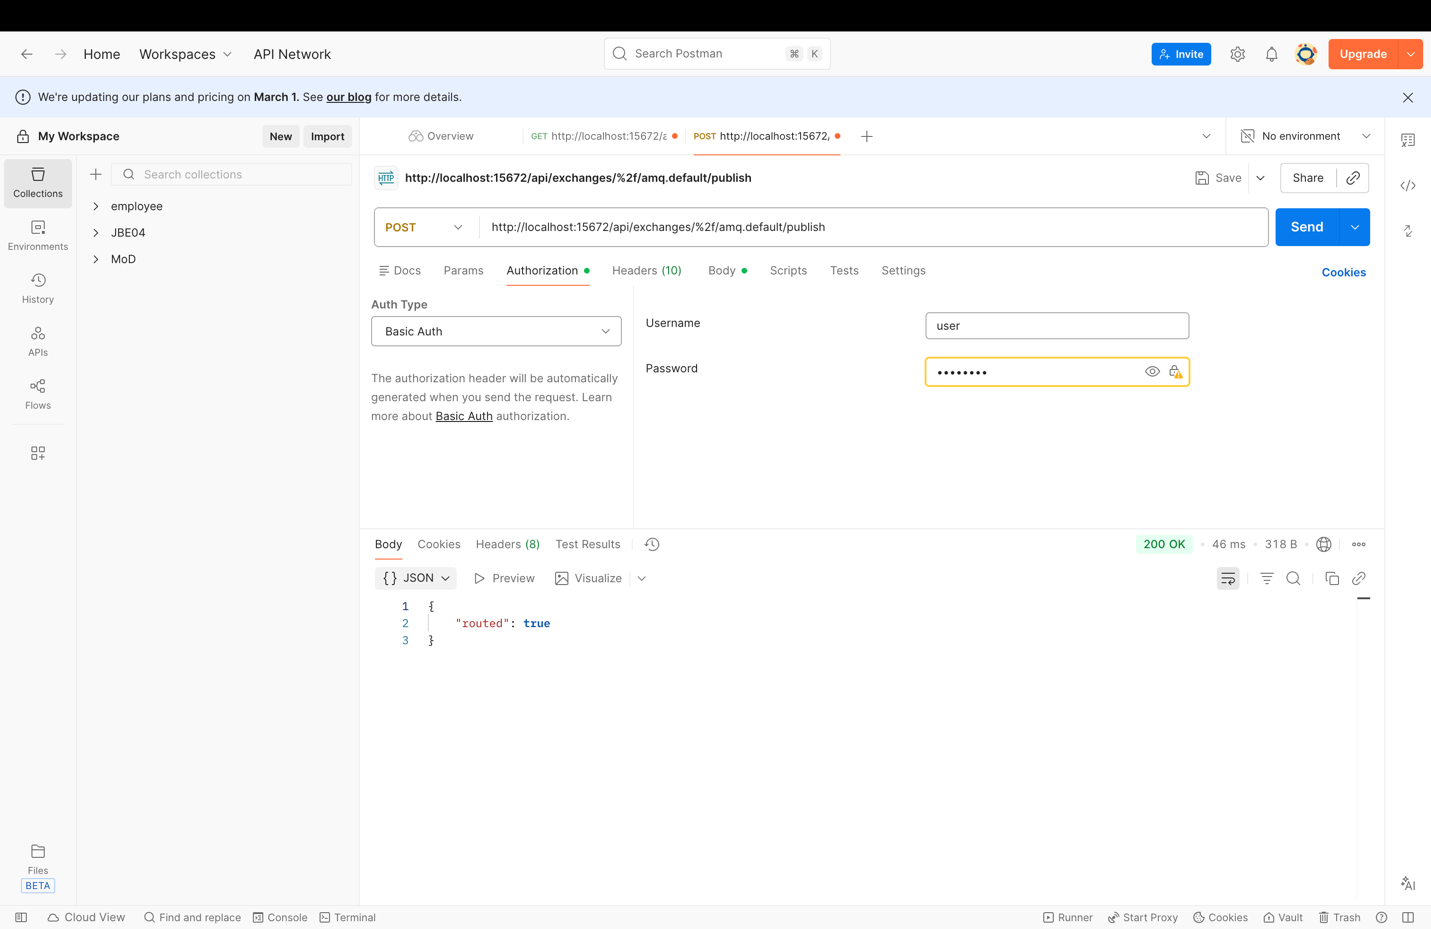 Home Workspaces API Network Search Postman ⌘ K Invite Upgrade
We're updating our plans and pricing on March 1. See our blog for more details.
My Workspace New Import
Overview GET http://localhost:15672/a POST http://localhost:15672/ No environment
Collections
Search collections
employee
JBE04
MoD
Environments
History
APIs
Flows
Files
BETA
HTTP http://localhost:15672/api/exchanges/%2f/amq.default/publish Save Share
POST http://localhost:15672/api/exchanges/%2f/amq.default/publish Send
Docs Params Authorization Headers (10) Body Scripts Tests Settings Cookies
Auth Type
Basic Auth
The authorization header will be automatically
generated when you send the request. Learn
more about Basic Auth authorization.
Username user
Password ••••••••
Body Cookies Headers (8) Test Results 200 OK 46 ms 318 B
{} JSON Preview Visualize
1 {
2 "routed": true
3 }
AI
Cloud View Find and replace Console Terminal Runner Start Proxy Cookies Vault Trash